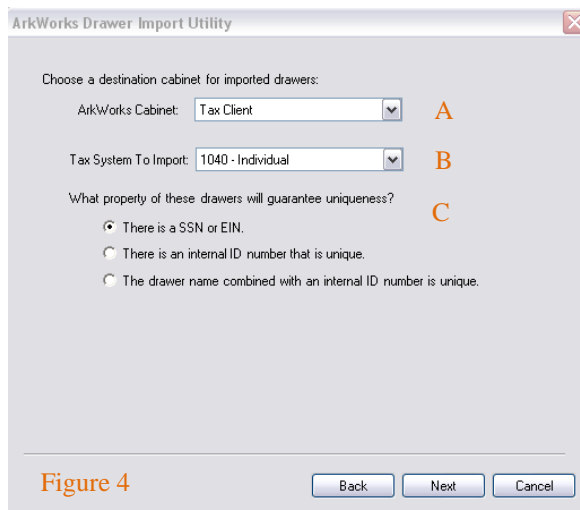 ArkWorks Drawer Import Utility
Choose a destination cabinet for imported drawers:
ArkWorks Cabinet: Tax Client A
Tax System To Import: 1040 - Individual B
What property of these drawers will guarantee uniqueness? C
There is a SSN or EIN.
There is an internal ID number that is unique.
The drawer name combined with an internal ID number is unique.
Figure 4 Back Next Cancel